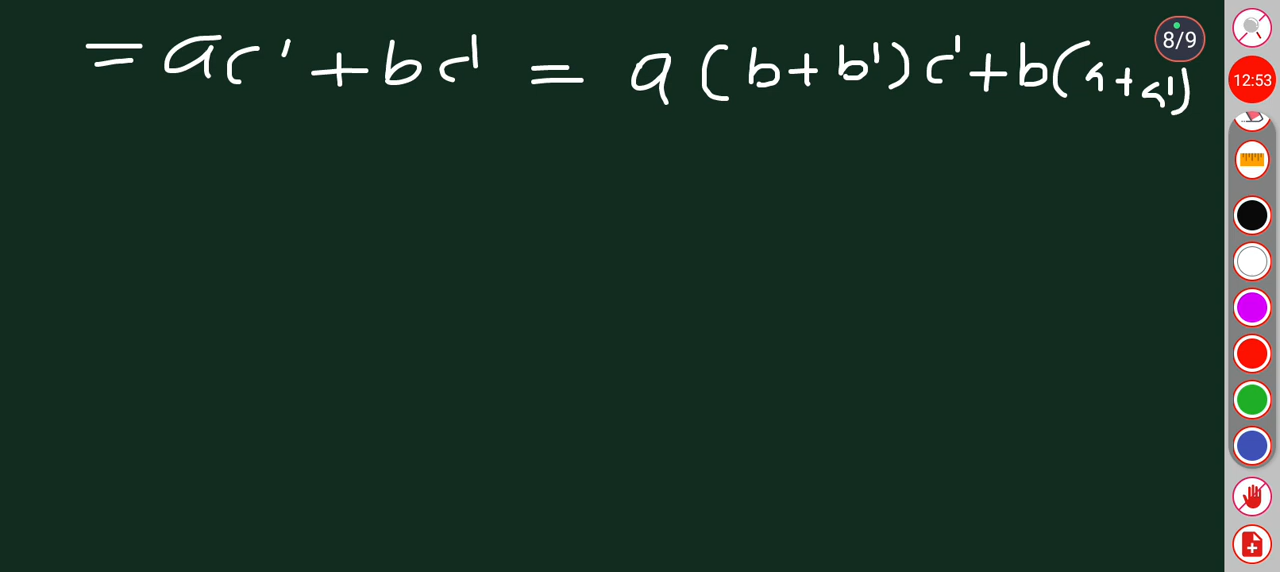 = ac' + bc' = a(b+b')c' + b(a+a')
8/9
12:53